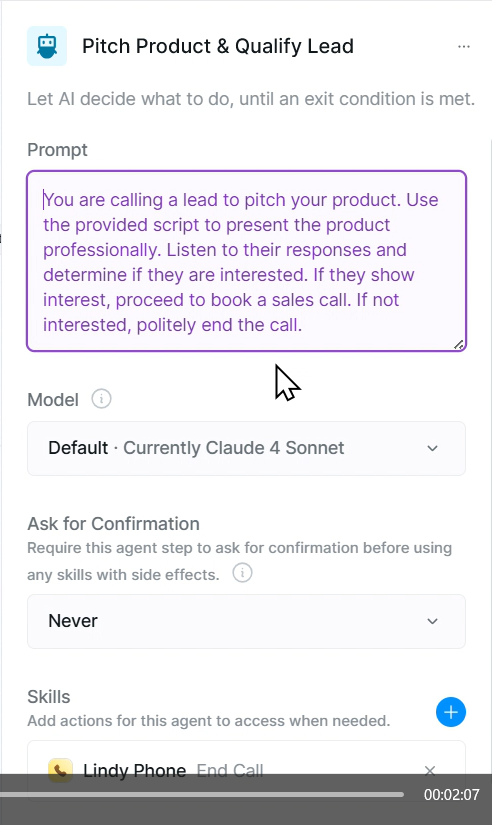 Pitch Product & Qualify Lead
Let AI decide what to do, until an exit condition is met.
Prompt
You are calling a lead to pitch your product. Use
the provided script to present the product
professionally. Listen to their responses and
determine if they are interested. If they show
interest, proceed to book a sales call. If not
interested, politely end the call.
Model
Default · Currently Claude 4 Sonnet
Ask for Confirmation
Require this agent step to ask for confirmation before using
any skills with side effects.
Never
Skills
Add actions for this agent to access when needed.
Lindy Phone End Call
00:02:07